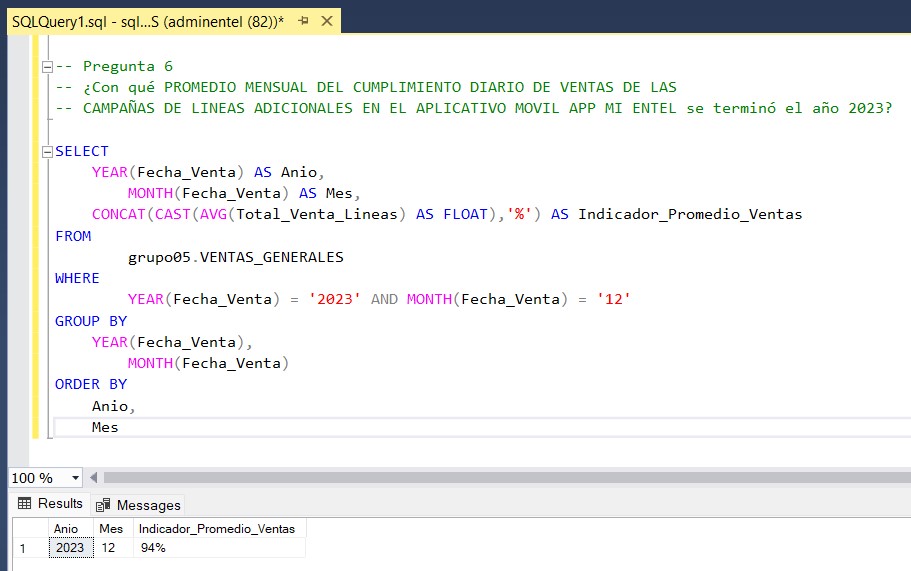 SQLQuery1.sql - sql...S (adminentel (82))*
-- Pregunta 6
-- ¿Con qué PROMEDIO MENSUAL DEL CUMPLIMIENTO DIARIO DE VENTAS DE LAS
-- CAMPAÑAS DE LINEAS ADICIONALES EN EL APLICATIVO MOVIL APP MI ENTEL se terminó el año 2023?
SELECT
YEAR(Fecha_Venta) AS Anio,
MONTH(Fecha_Venta) AS Mes,
CONCAT(CAST(AVG(Total_Venta_Lineas) AS FLOAT),'%') AS Indicador_Promedio_Ventas
FROM
grupo05.VENTAS_GENERALES
WHERE
YEAR(Fecha_Venta) = '2023' AND MONTH(Fecha_Venta) = '12'
GROUP BY
YEAR(Fecha_Venta),
MONTH(Fecha_Venta)
ORDER BY
Anio,
Mes
100 %
Results Messages
Anio Mes Indicador_Promedio_Ventas
1 2023 12 94%